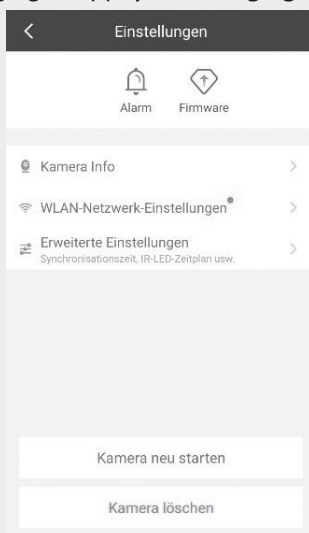 Einstellungen
Alarm Firmware
Kamera Info
WLAN-Netzwerk-Einstellungen
Erweiterte Einstellungen
Synchronisationszeit, IR-LED-Zeitplan usw.
Kamera neu starten
Kamera löschen